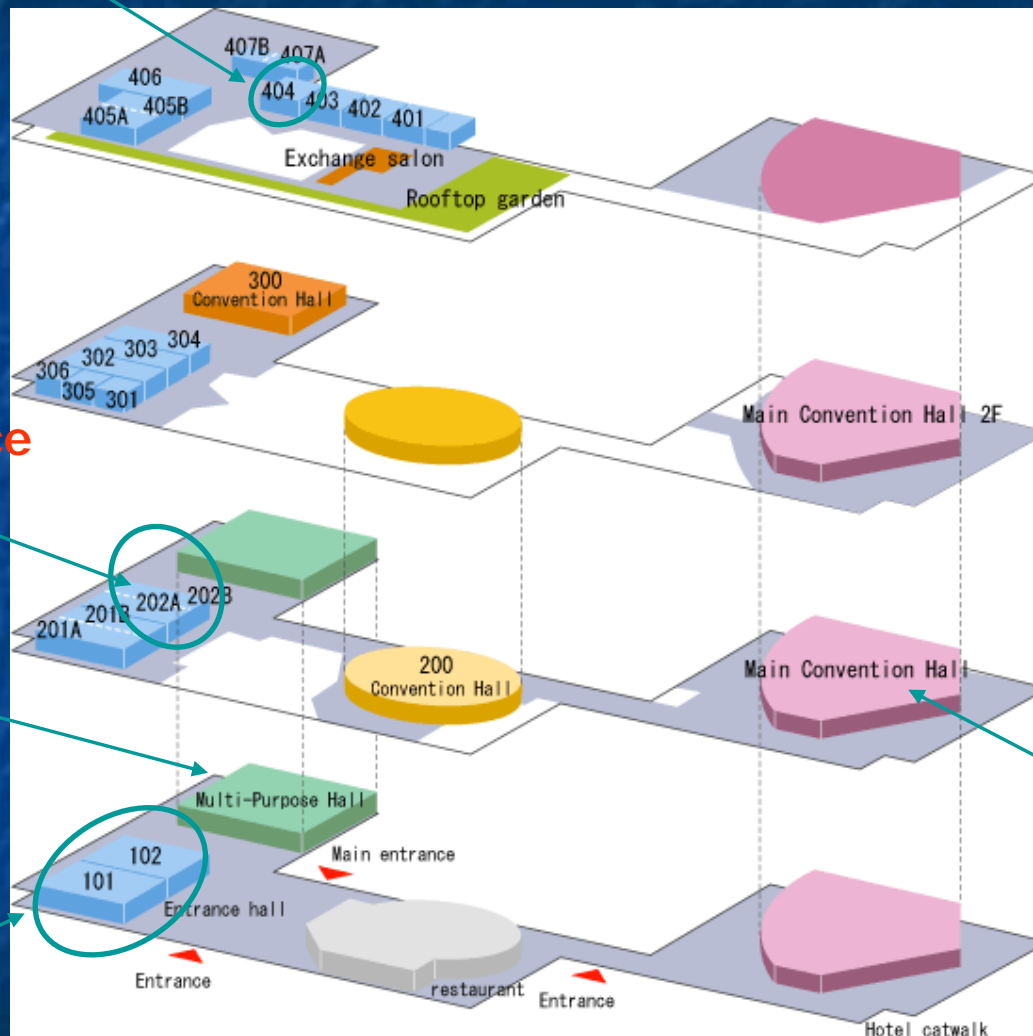 407B
407A
406
404
403
402
401
405B
405A
Exchange salon
Rooftop garden
300
Convention Hall
304
303
302
306
305
301
Main Convention Hall 2F
ce
202B
202A
201B
201A
200
Convention Hall
Main Convention Hall
Multi-Purpose Hall
102
101
Main entrance
Entrance hall
Entrance
restaurant
Entrance
Hotel catwalk